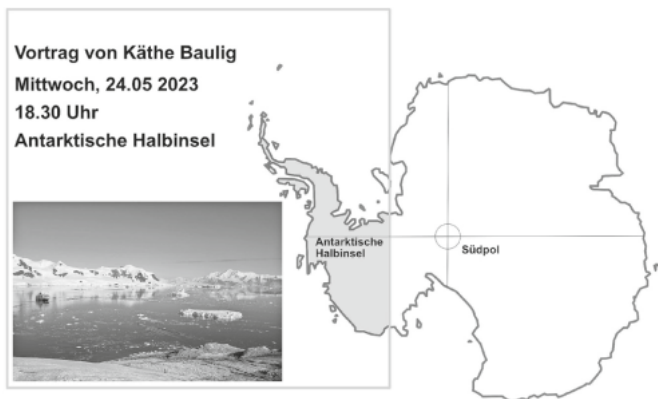 Vortrag von Käthe Baulig
Mittwoch, 24.05 2023
18.30 Uhr
Antarktische Halbinsel
Antarktische
Halbinsel
Südpol